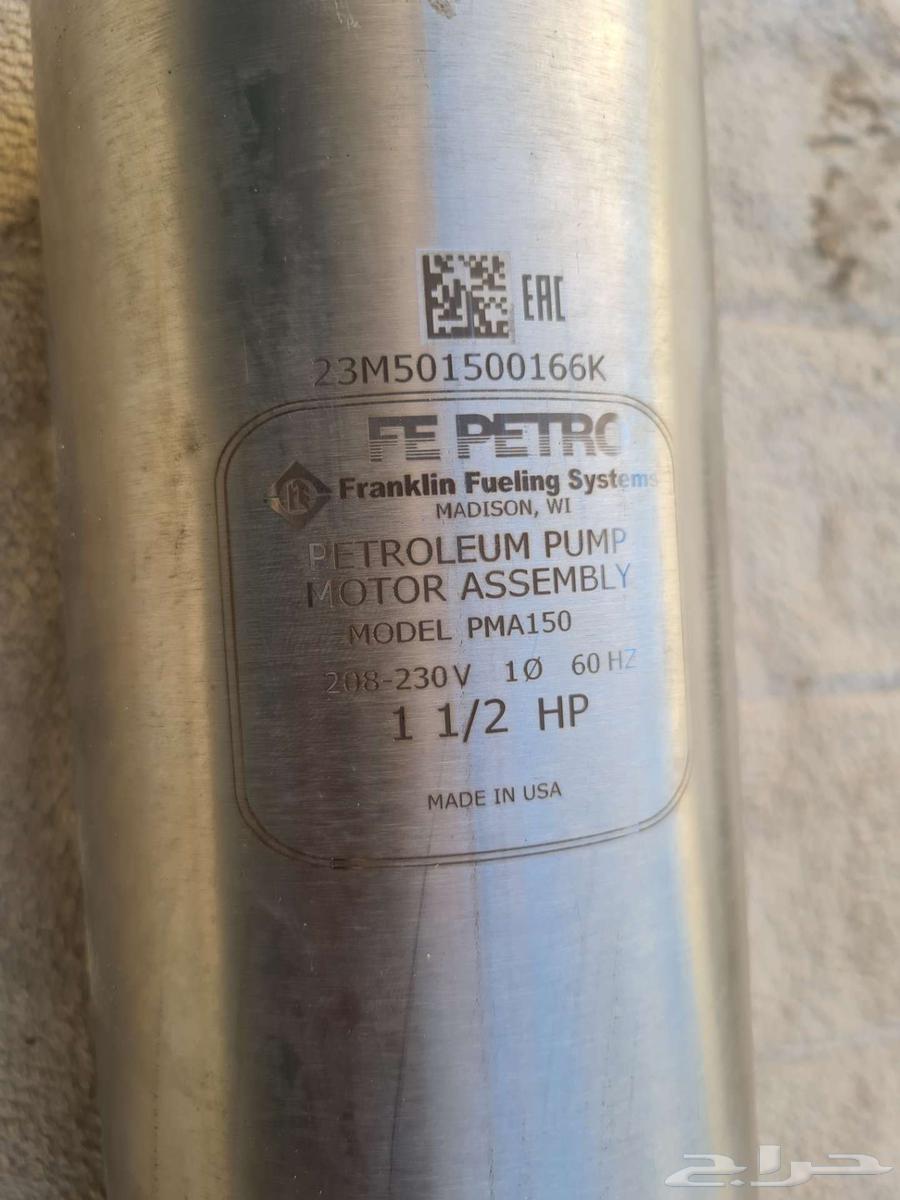 EAC
23M501500166K
FE PETRO
FE Franklin Fueling Systems
MADISON, WI
PETROLEUM PUMP
MOTOR ASSEMBLY
MODEL PMA150
208-230V 1Ø 60 HZ
1 1/2 HP
MADE IN USA
حراج